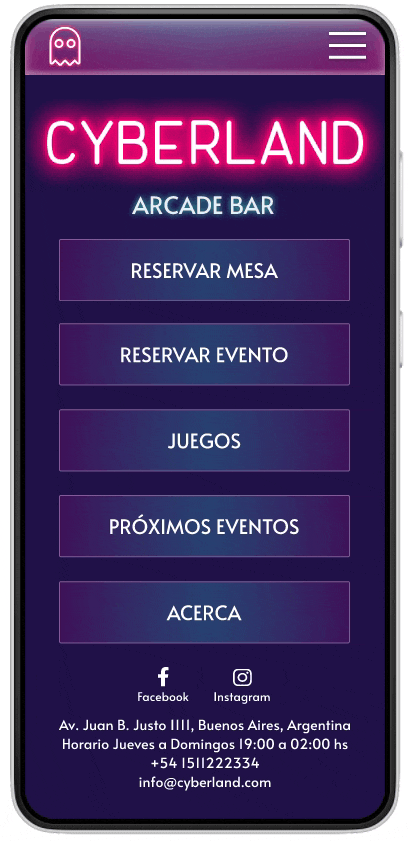 CYBERLAND
ARCADE BAR
RESERVAR MESA
RESERVAR EVENTO
JUEGOS
PRÓXIMOS EVENTOS
ACERCA
Facebook Instagram
Av. Juan B. Justo 1111, Buenos Aires, Argentina
Horario Jueves a Domingos 19:00 a 02:00 hs
+54 1511222334
info@cyberland.com